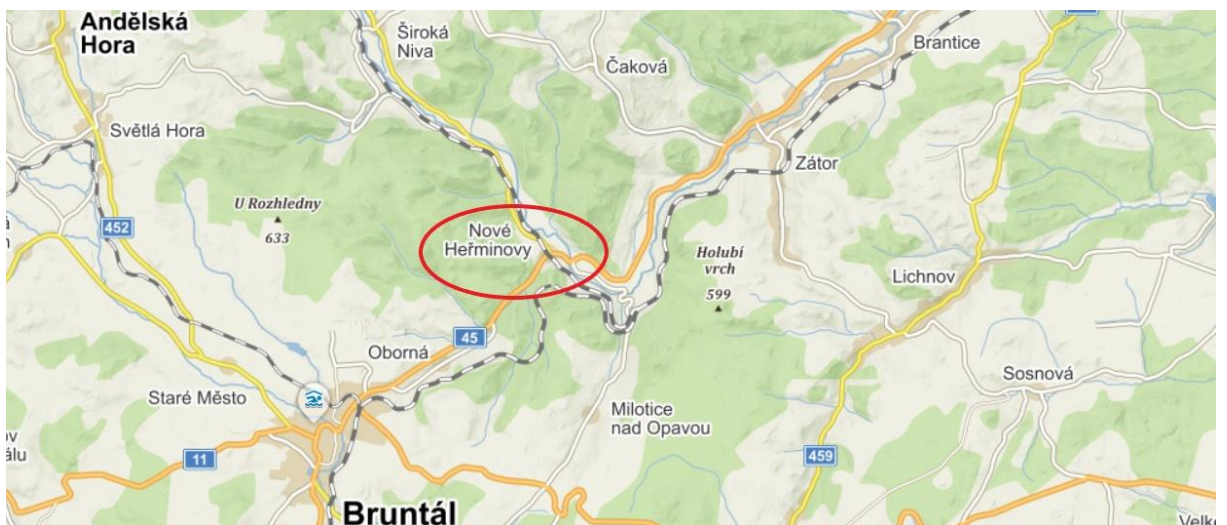 Andělská
Hora
Široká
Niva
Čaková
Brantice
Světlá Hora
Zátor
U Rozhledny
633
452
Nové
Heřminovy
Holubí
vrch
599
Lichnov
45
Oborná
Sosnová
Staré Město
Milotice
nad Opavou
11
459
Bruntál